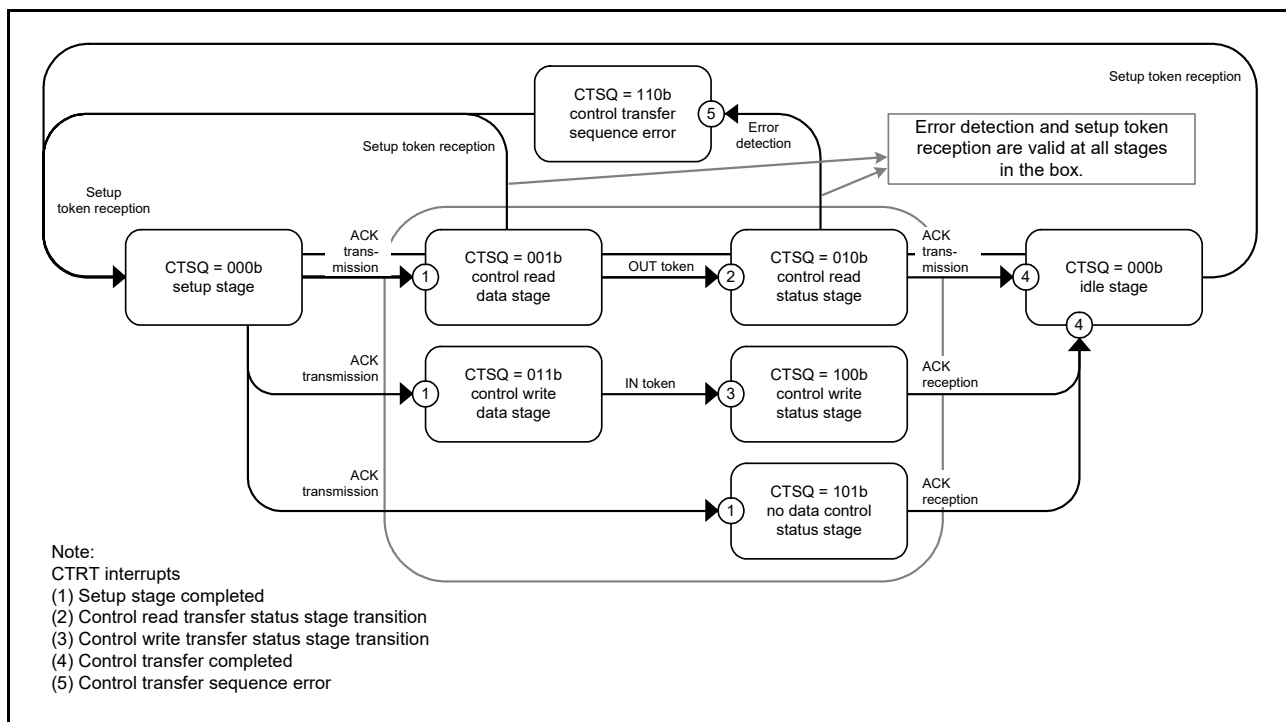 Setup token reception
CTSQ = 110b
control transfer
sequence error
5
Error
detection
Setup token reception
Error detection and setup token
reception are valid at all stages
in the box.
Setup
token reception
CTSQ = 000b
setup stage
ACK
trans-
mission
1
CTSQ = 001b
control read
data stage
OUT token
2
CTSQ = 010b
control read
status stage
ACK
trans-
mission
4
CTSQ = 000b
idle stage
4
ACK
transmission
1
CTSQ = 011b
control write
data stage
IN token
3
CTSQ = 100b
control write
status stage
ACK
reception
ACK
transmission
1
CTSQ = 101b
no data control
status stage
ACK
reception
Note:
CTRT interrupts
(1) Setup stage completed
(2) Control read transfer status stage transition
(3) Control write transfer status stage transition
(4) Control transfer completed
(5) Control transfer sequence error